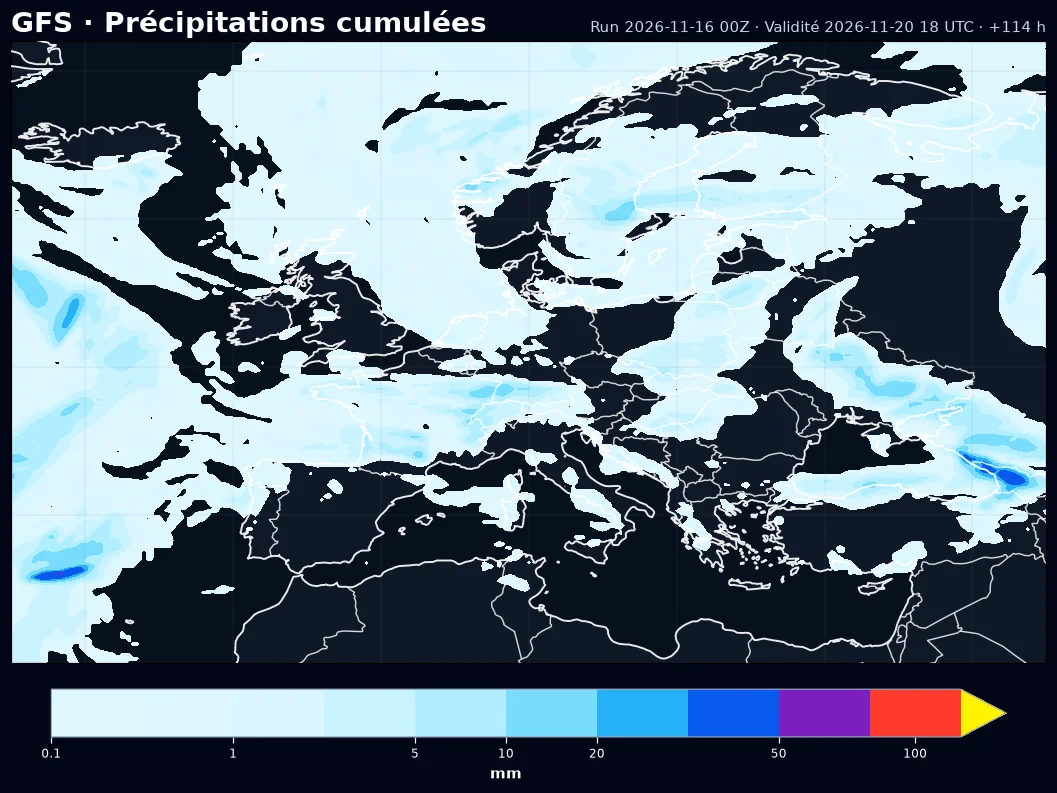 GFS · Précipitations cumulées
Run 2026-11-16 00Z · Validité 2026-11-20 18 UTC · +114 h
0.1 1 5 10 20 50 100
mm